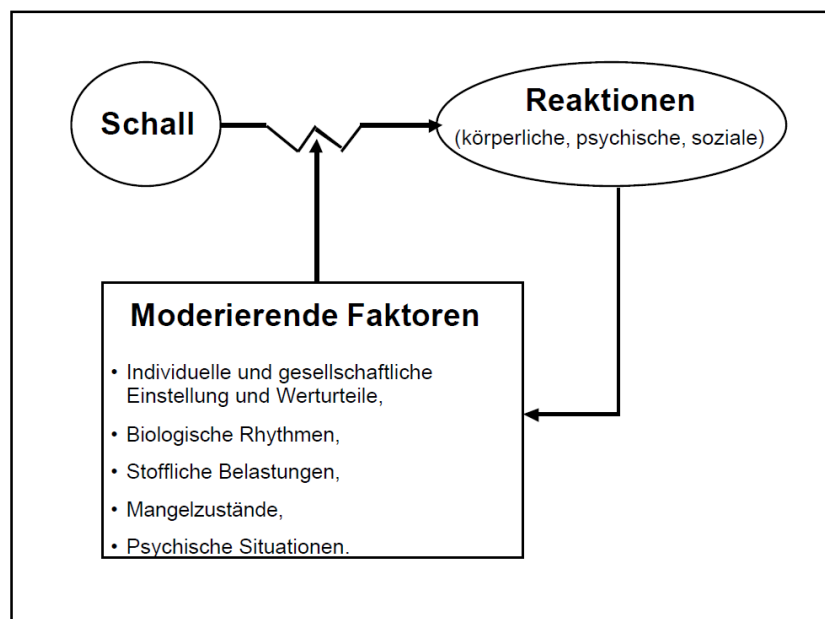 Schall
Reaktionen
(körperliche, psychische, soziale)
Moderierende Faktoren
• Individuelle und gesellschaftliche
Einstellung und Werturteile,
• Biologische Rhythmen,
• Stoffliche Belastungen,
• Mangelzustände,
• Psychische Situationen.